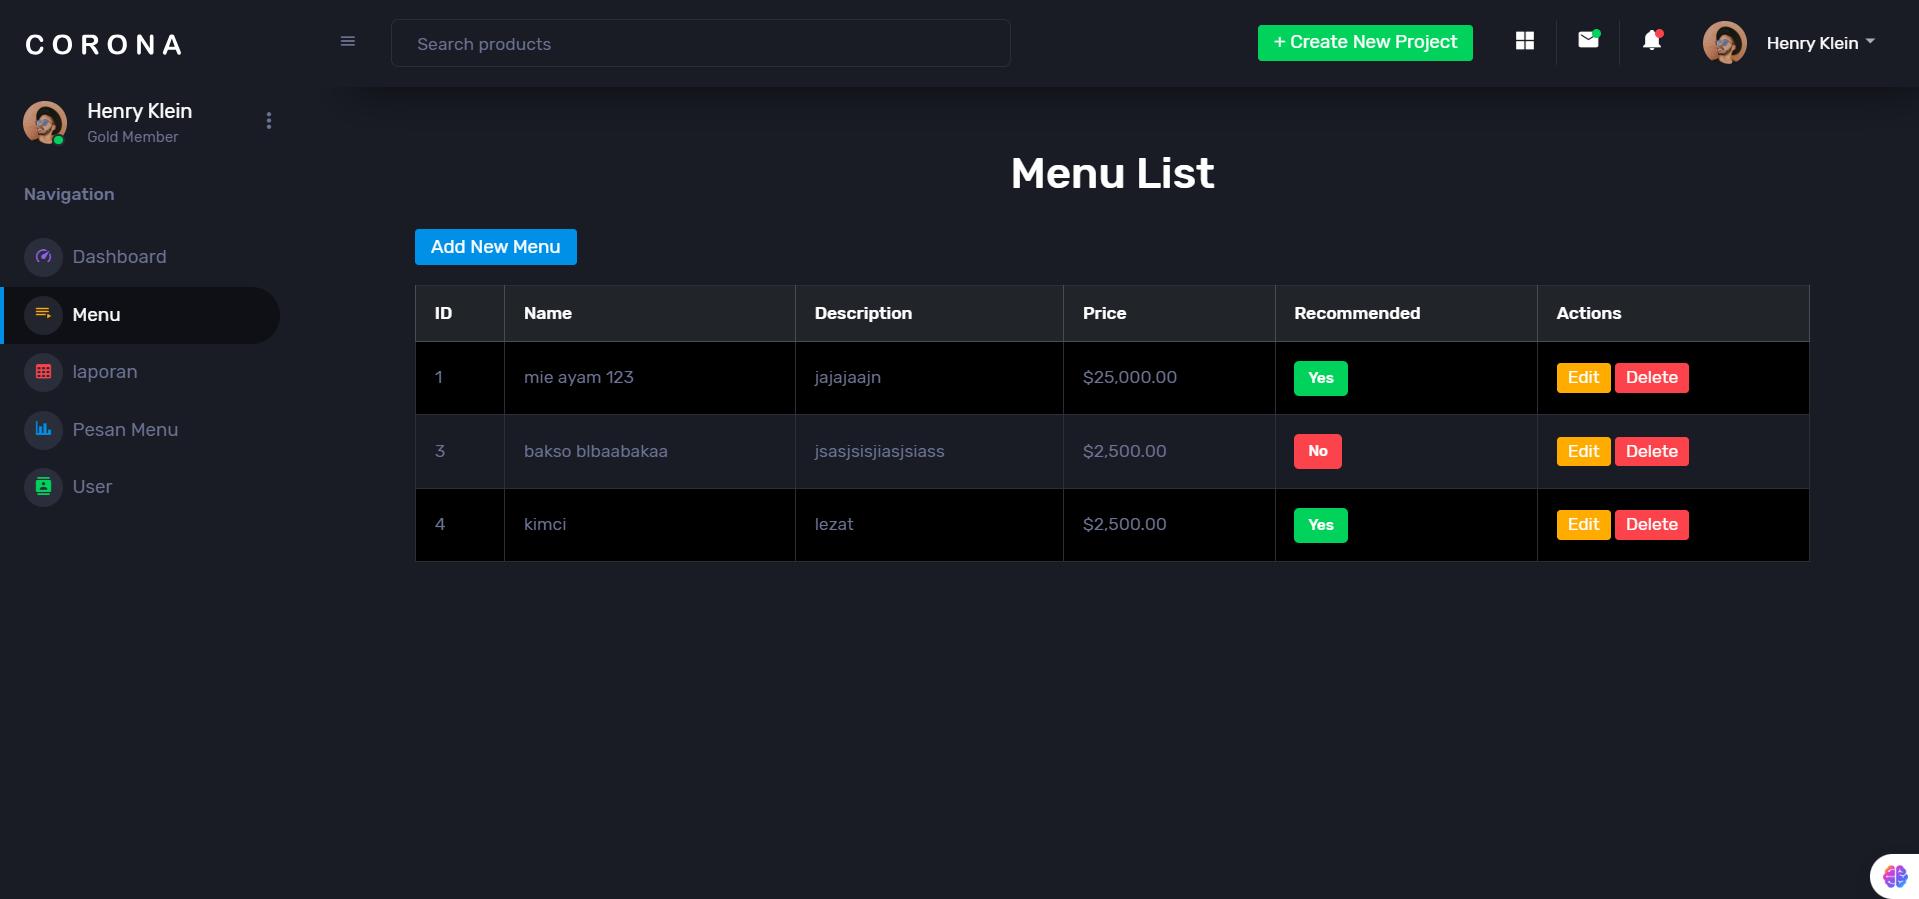 CORONA
Search products
+ Create New Project
Henry Klein
Henry Klein
Gold Member
Navigation
Dashboard
Menu
laporan
Pesan Menu
User
Menu List
Add New Menu
ID Name Description Price Recommended Actions
1 mie ayam 123 jajajaajn $25,000.00 Yes Edit Delete
3 bakso blbaabakaa jsasjsisjiasjsiass $2,500.00 No Edit Delete
4 kimci lezat $2,500.00 Yes Edit Delete